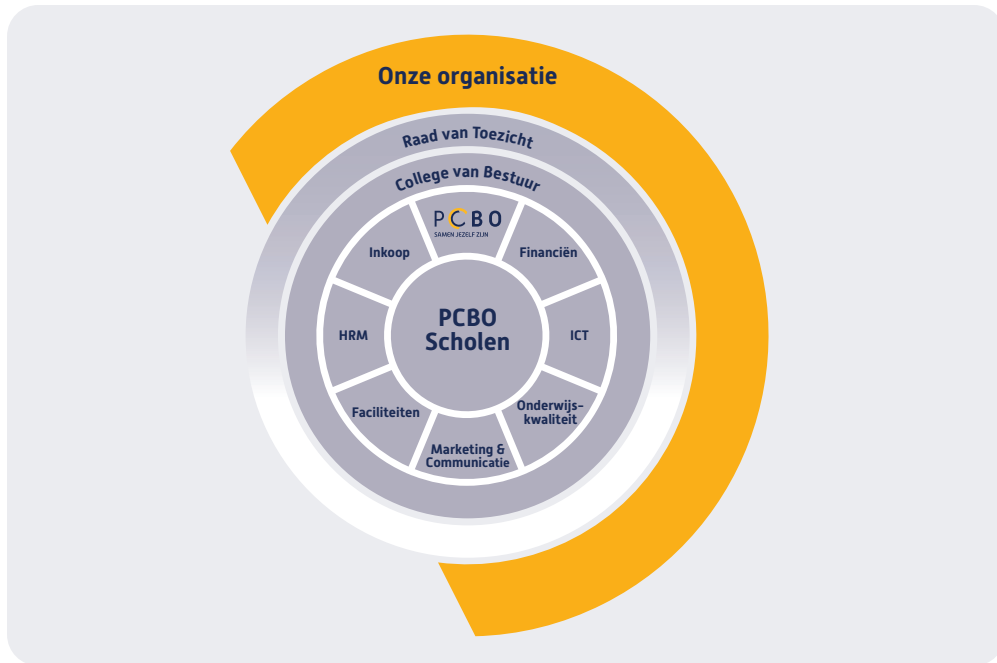 Onze organisatie
Raad van Toezicht
College van Bestuur
PCBO
SAMEN JEZELF ZIJN
Inkoop
Financiën
HRM
PCBO
Scholen
ICT
Faciliteiten
Onderwijs-
kwaliteit
Marketing &
Communicatie